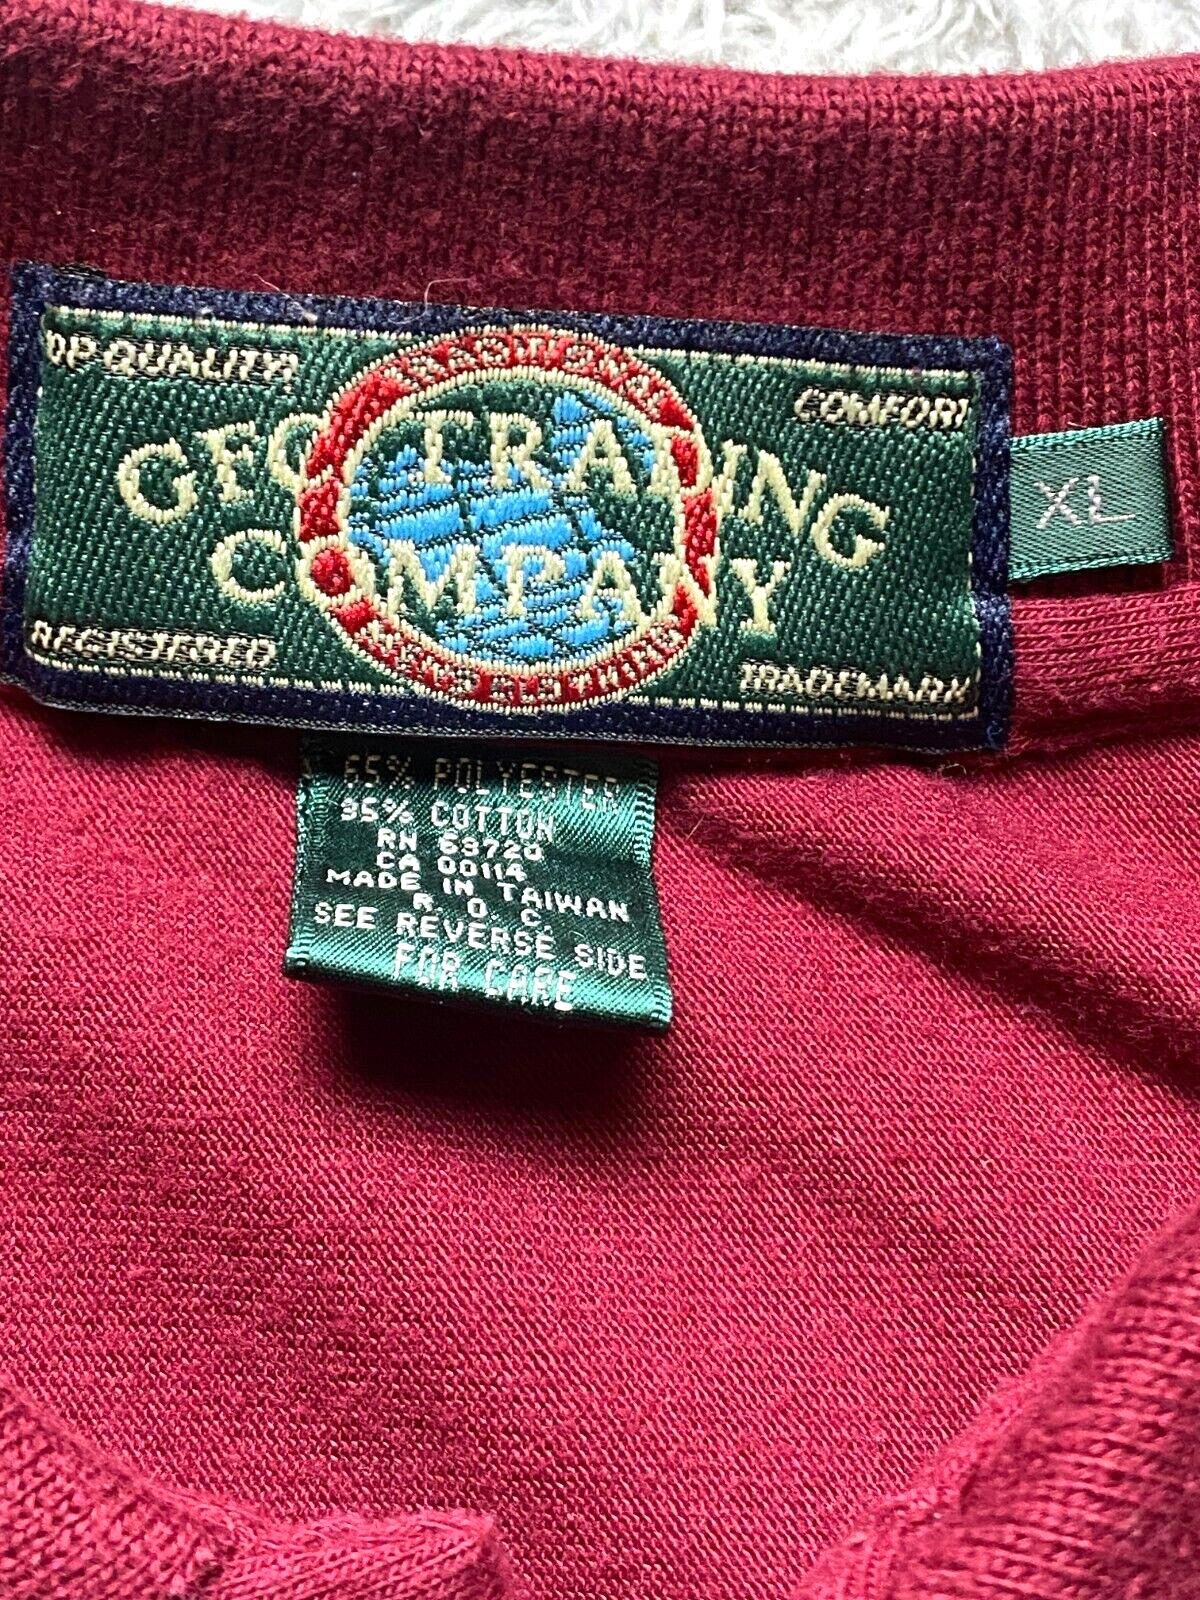 OP QUALITY
COMFORT
GFC TRADING
COMPANY
REGISTERED
TRADEMARK
XL
65% POLYESTER
35% COTTON
RN 63720
CA 00114
MADE IN TAIWAN
R. O. C.
SEE REVERSE SIDE
FOR CARE